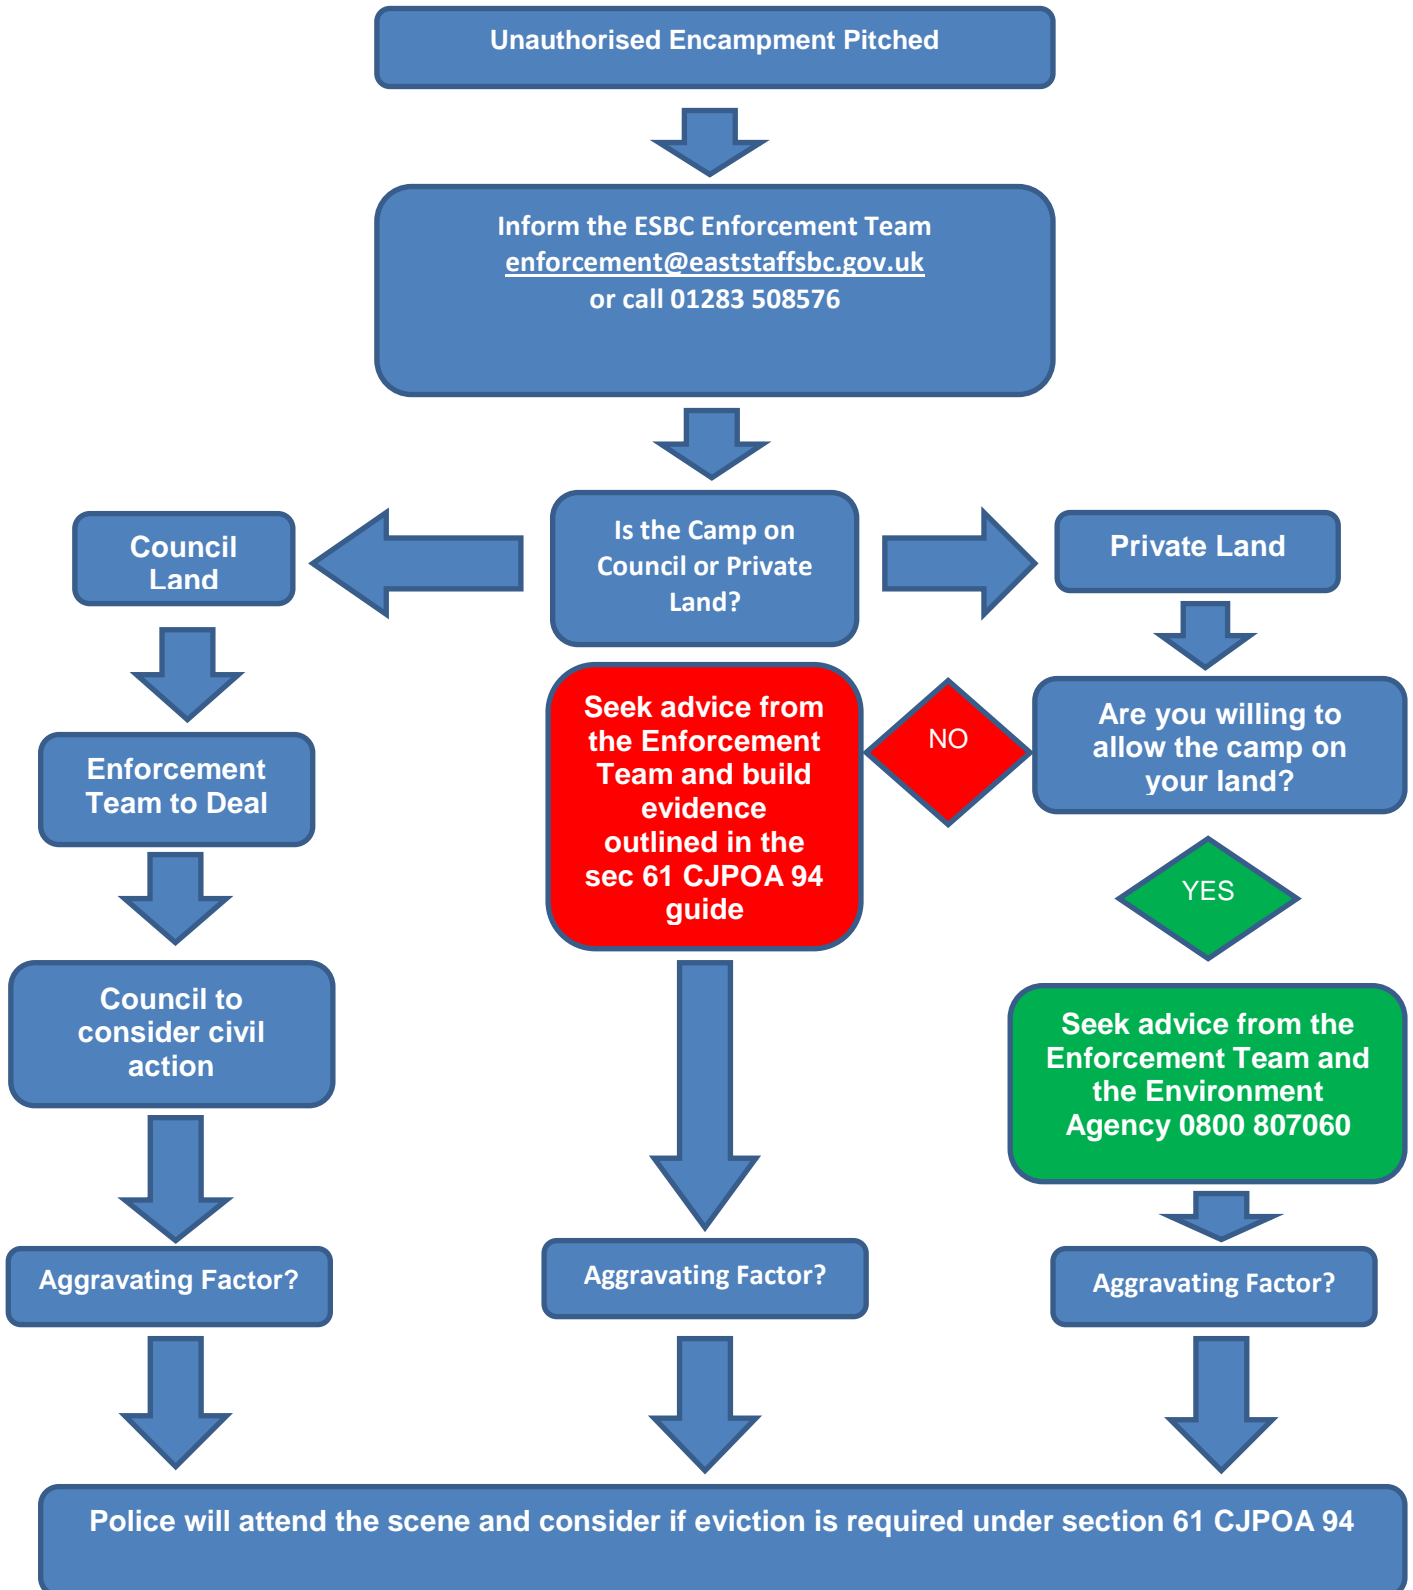 Unauthorised Encampment Pitched
Inform the ESBC Enforcement Team
enforcement@eaststaffsbc.gov.uk
or call 01283 508576
Is the Camp on
Council or Private
Land?
Council
Land
Private Land
Enforcement
Team to Deal
Seek advice from
the Enforcement
Team and build
evidence
outlined in the
sec 61 CJPOA 94
guide
NO
Are you willing to
allow the camp on
your land?
YES
Council to
consider civil
action
Seek advice from the
Enforcement Team and
the Environment
Agency 0800 807060
Aggravating Factor?
Aggravating Factor?
Aggravating Factor?
Police will attend the scene and consider if eviction is required under section 61 CJPOA 94